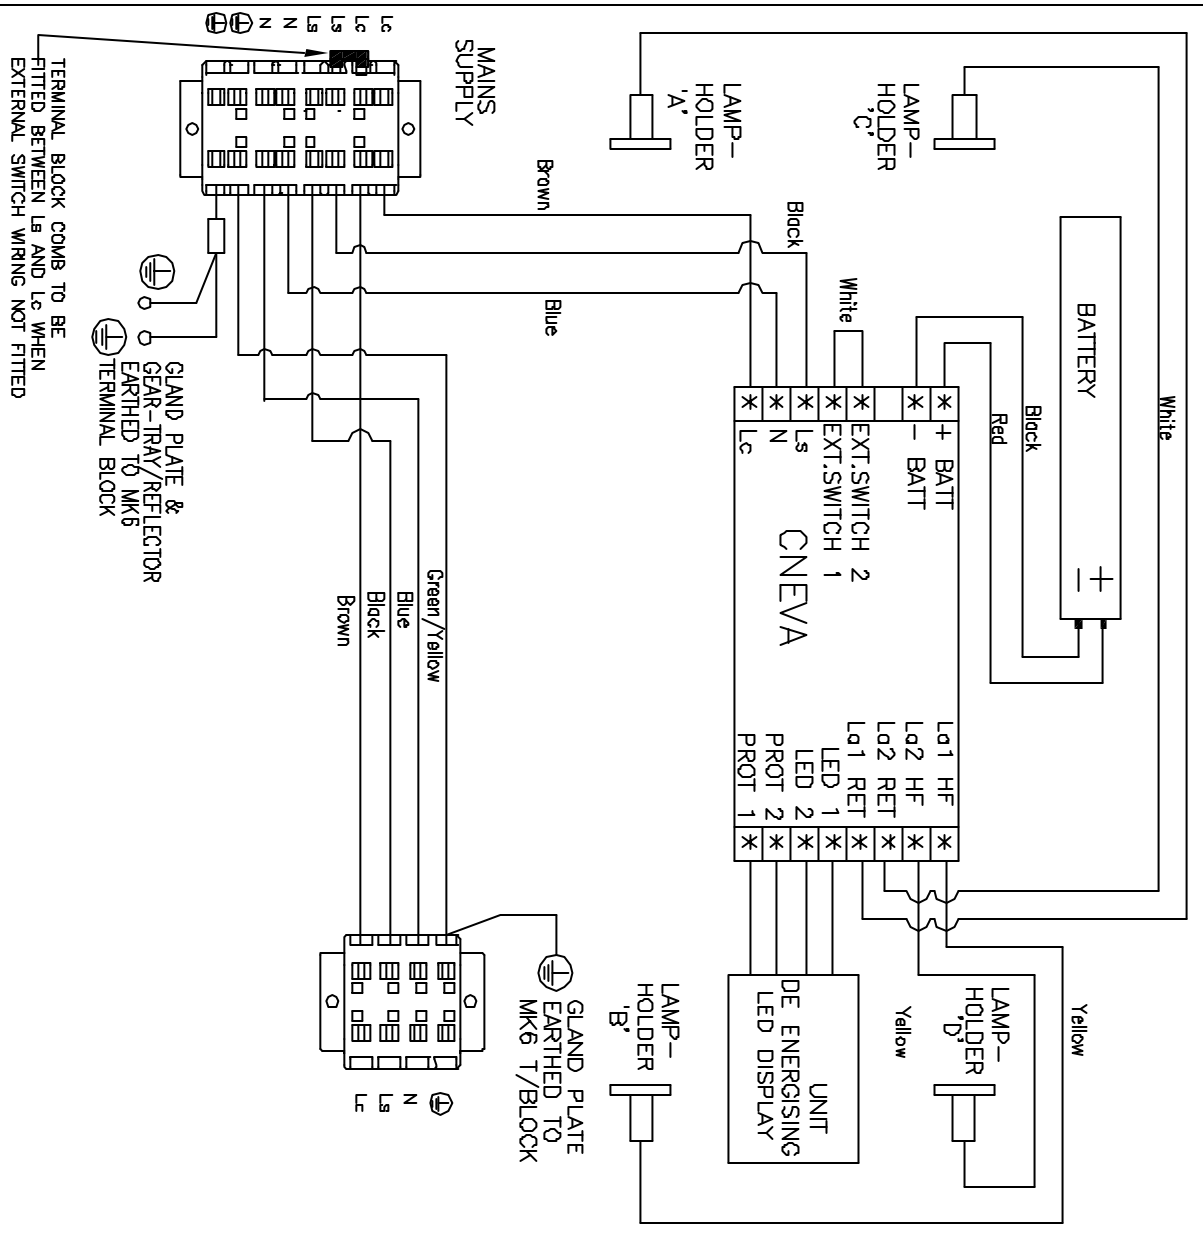 Lc
Lc
Ls
Ls
N
N
MAINS
SUPPLY
TERMINAL BLOCK COMB TO BE
FITTED BETWEEN Ls AND Lc WHEN
EXTERNAL SWITCH WIRING NOT FITTED
GLAND PLATE &
GEAR-TRAY/REFLECTOR
EARTHED TO MK6
TERMINAL BLOCK
LAMP-
HOLDER
'A'
LAMP-
HOLDER
'C'
Brown
Black
Blue
White
BATTERY
+
-
White
Black
Red
+ BATT
- BATT
EXT.SWITCH 2
EXT.SWITCH 1
Ls
N
Lc
CNEVA
La1 HF
La2 HF
La2 RET
La1 RET
LED 1
LED 2
PROT 2
PROT 1
Green/Yellow
Blue
Black
Brown
GLAND PLATE
EARTHED TO
MK6 T/BLOCK
N
Ls
Lc
LAMP-
HOLDER
'B'
LAMP-
HOLDER
'D'
Yellow
Yellow
UNIT
DE ENERGISING
LED DISPLAY